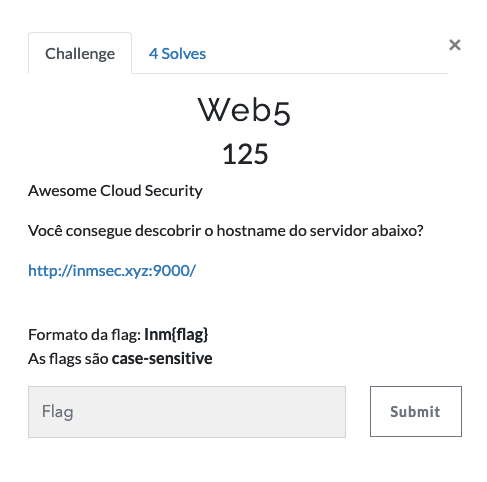 Challenge
4 Solves
×
Web5
125
Awesome Cloud Security
Você consegue descobrir o hostname do servidor abaixo?
http://inmsec.xyz:9000/
Formato da flag: Inm{flag}
As flags são case-sensitive
Flag
Submit